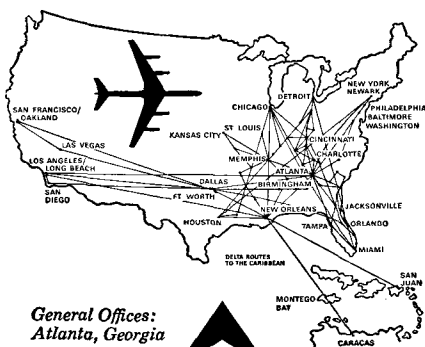 NEW YORK
NEWARK
DETROIT
CHICAGO
PHILADELPHIA
BALTIMORE
WASHINGTON
SAN FRANCISCO/
OAKLAND
ST LOUIS
KANSAS CITY
CINCINNATI
LAS VEGAS
CHARLOTTE
MEMPHIS
LOS ANGELES/
LONG BEACH
ATLANTA
DALLAS
BIRMINGHAM
SAN
DIEGO
FT WORTH
NEW ORLEANS
JACKSONVILLE
HOUSTON
TAMPA
ORLANDO
MIAMI
DELTA ROUTES
TO THE CARIBBEAN
SAN
JUAN
MONTEGO
BAY
CARACAS
General Offices:
Atlanta, Georgia